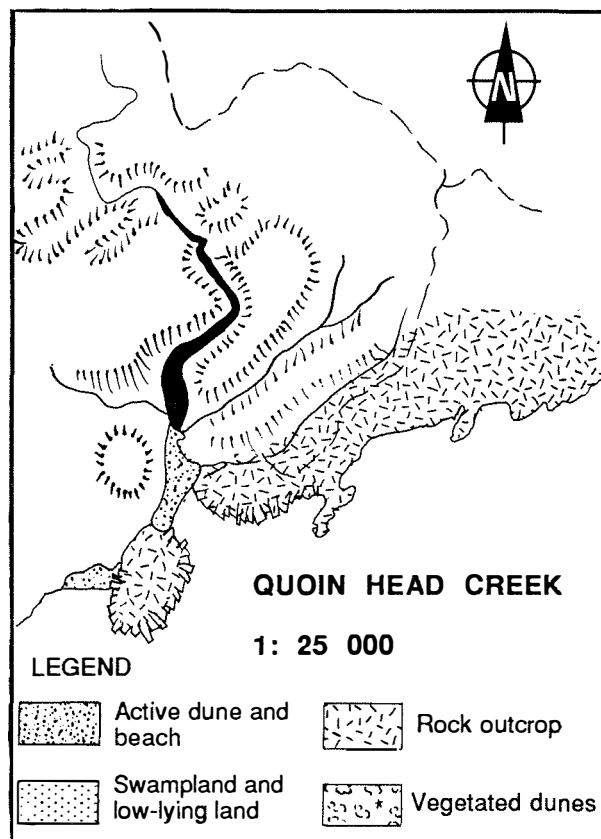 N
QUOIN HEAD CREEK
1: 25 000
LEGEND
Active dune and
beach
Rock outcrop
Swampland and
low-lying land
Vegetated dunes